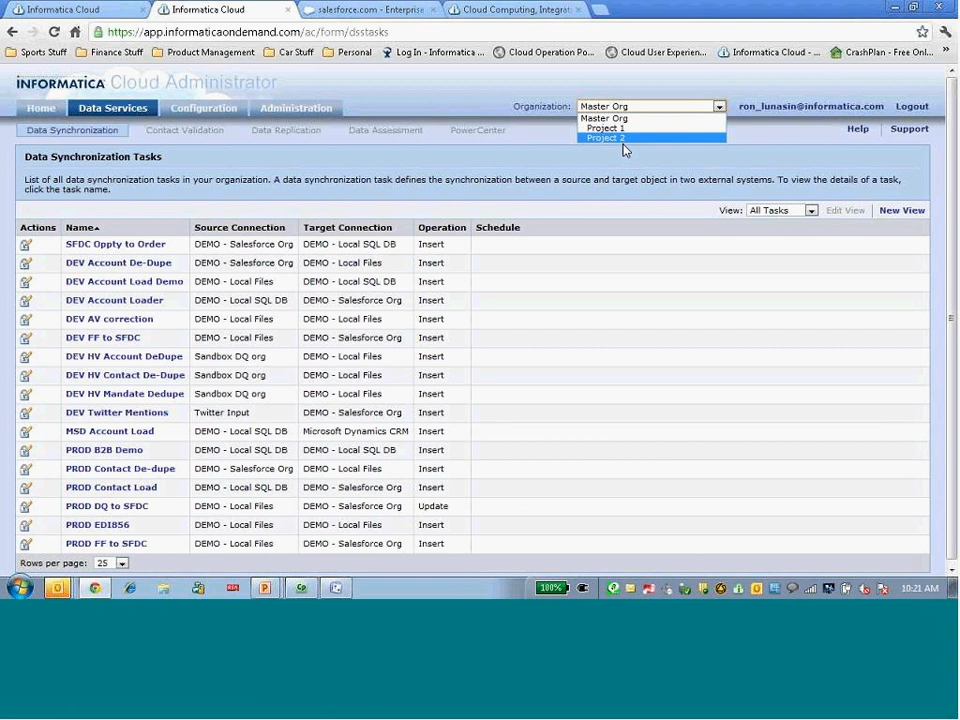 Informatica Cloud
Informatica Cloud
salesforce.com - Enterprise
Cloud Computing, Integrat
https://app.informaticaondemand.com/ac/form/dsstasks
Sports Stuff
Finance Stuff
Product Management
Car Stuff
Personal
Log In - Informatica ...
Cloud Operation Po...
Cloud User Experien...
Informatica Cloud - ...
CrashPlan - Free Onl...
INFORMATICA Cloud Administrator
Home
Data Services
Configuration
Administration
Organization:
Master Org
ron_lunasin@informatica.com
Logout
Master Org
Project 1
Project 2
Data Synchronization
Contact Validation
Data Replication
Data Assessment
PowerCenter
Help
Support
Data Synchronization Tasks
List of all data synchronization tasks in your organization. A data synchronization task defines the synchronization between a source and target object in two external systems. To view the details of a task,
click the task name.
View: All Tasks Edit View New View
Actions Name Source Connection Target Connection Operation Schedule
SFDC Oppty to Order DEMO - Salesforce Org DEMO - Local SQL DB Insert
DEV Account De-Dupe DEMO - Salesforce Org DEMO - Local Files Insert
DEV Account Load Demo DEMO - Local Files DEMO - Local SQL DB Insert
DEV Account Loader DEMO - Local SQL DB DEMO - Salesforce Org Insert
DEV AV correction DEMO - Local Files DEMO - Local Files Insert
DEV FF to SFDC DEMO - Local Files DEMO - Salesforce Org Insert
DEV HV Account DeDupe Sandbox DQ org DEMO - Local Files Insert
DEV HV Contact De-Dupe Sandbox DQ org DEMO - Local Files Insert
DEV HV Mandate Dedupe Sandbox DQ org DEMO - Local Files Insert
DEV Twitter Mentions Twitter Input DEMO - Salesforce Org Insert
MSD Account Load DEMO - Local SQL DB Microsoft Dynamics CRM Insert
PROD B2B Demo DEMO - Local SQL DB DEMO - Local SQL DB Insert
PROD Contact De-dupe DEMO - Salesforce Org DEMO - Local Files Insert
PROD Contact Load DEMO - Local SQL DB DEMO - Salesforce Org Insert
PROD DQ to SFDC DEMO - Local Files DEMO - Salesforce Org Update
PROD EDI856 DEMO - Local Files DEMO - Local Files Insert
PROD FF to SFDC DEMO - Local Files DEMO - Salesforce Org Insert
Rows per page: 25
100%
10:21 AM